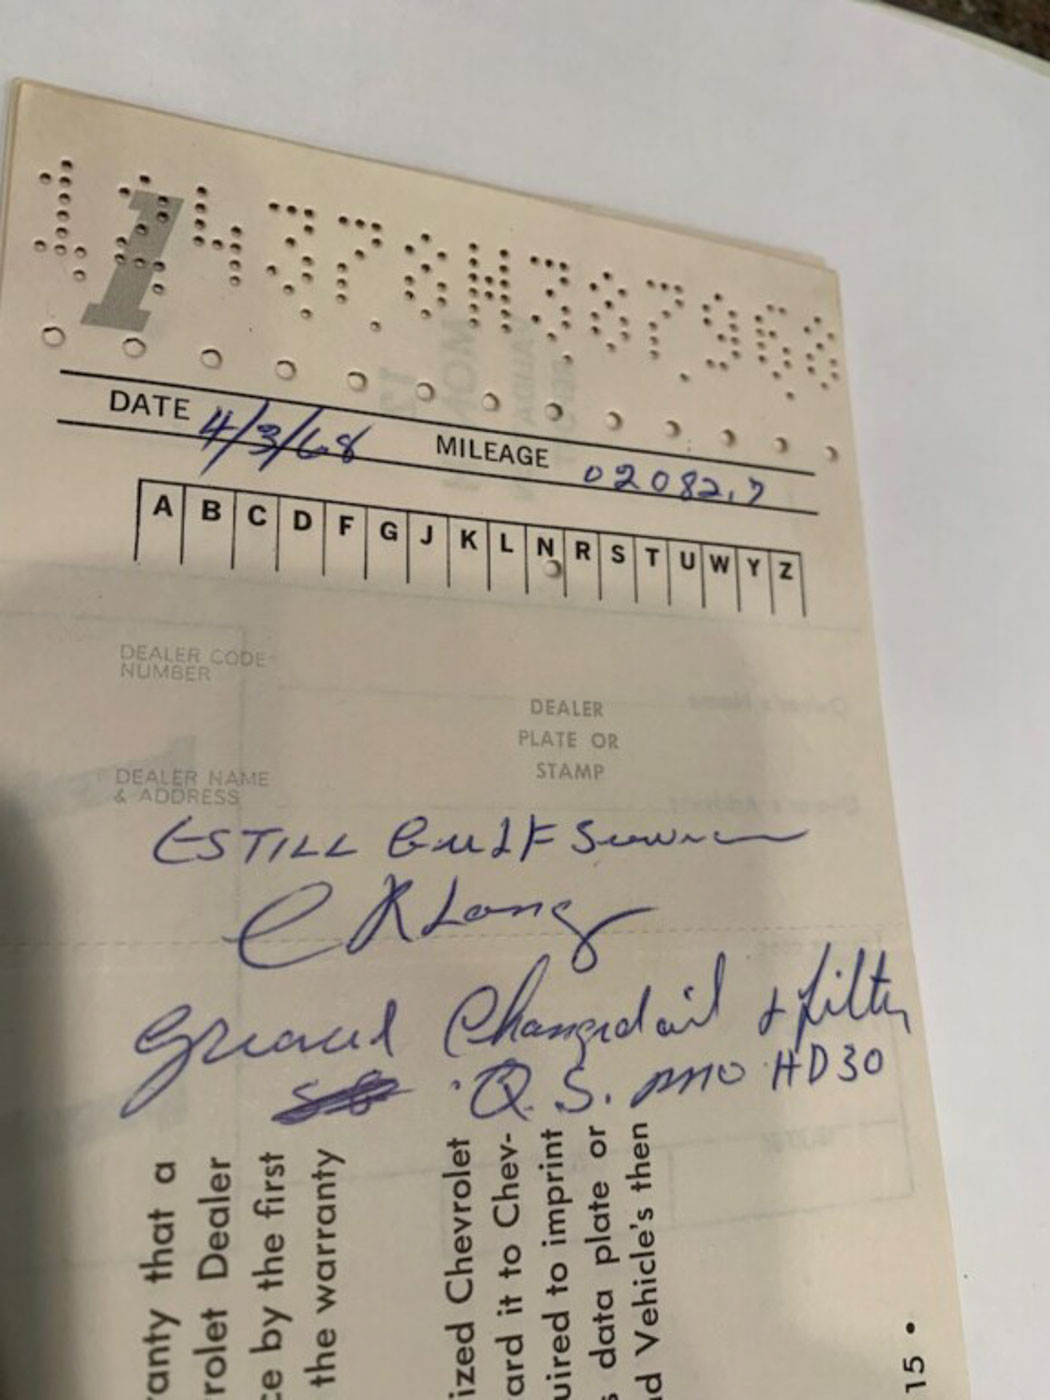 1
DATE 4/3/68 MILEAGE 02082.7
A B C D F G J K L N R S T U W Y Z
DEALER CODE
NUMBER
DEALER
PLATE OR
STAMP
DEALER NAME
& ADDRESS
ESTILL Gulf
C R Long
Greased Changed oil & filter
Q.S. HD30
anty that a
rolet Dealer
e by the first
the warranty
ized Chevrolet
ard it to Chev-
uired to imprint
s data plate or
d Vehicle's then
15 •